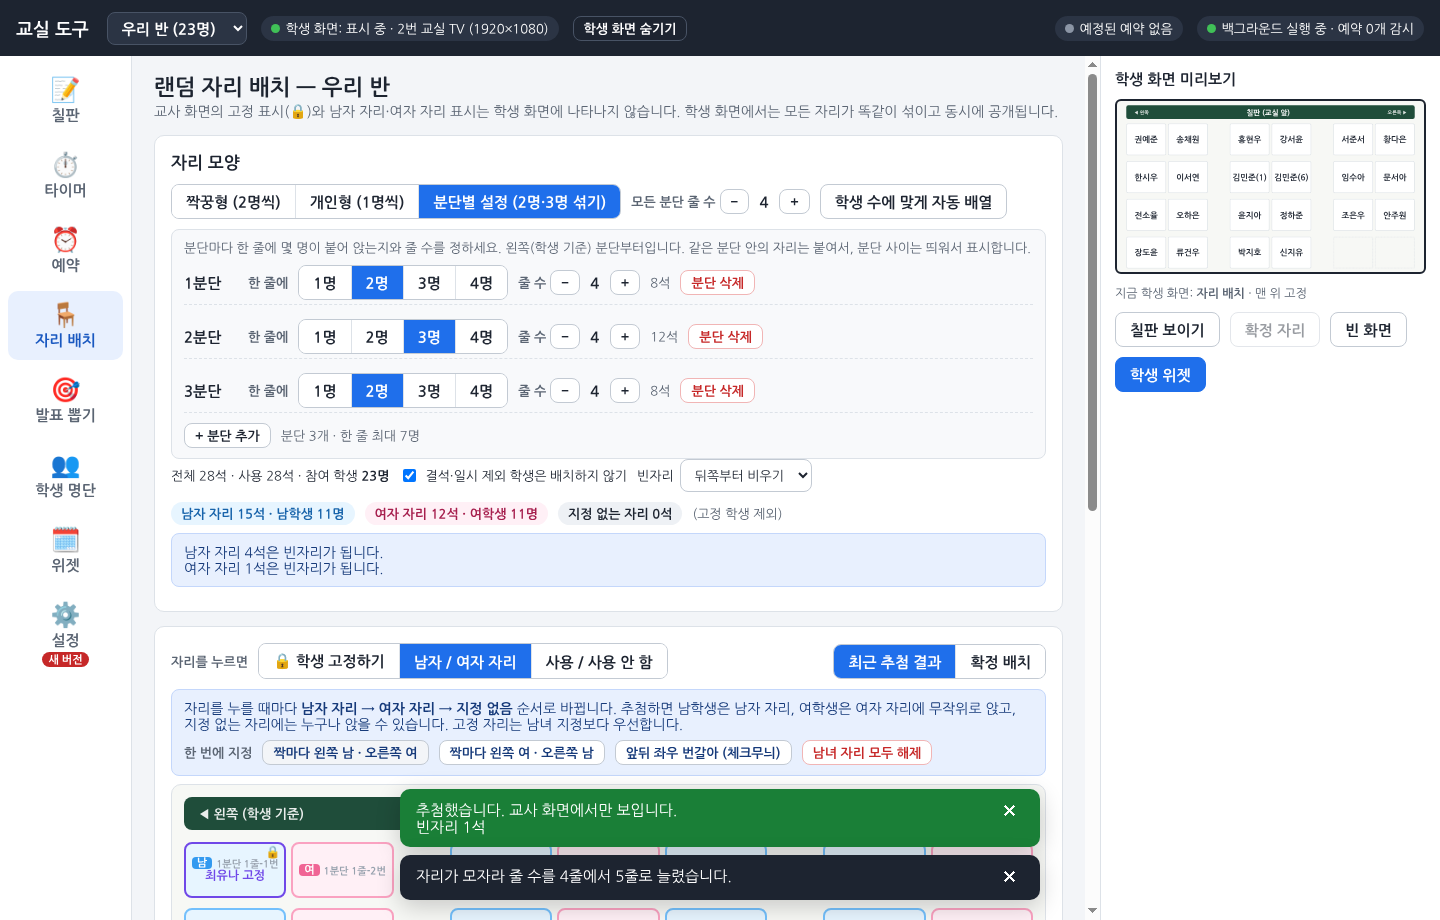 교실 도구
우리 반 (23명)
학생 화면: 표시 중 · 2번 교실 TV (1920×1080)
학생 화면 숨기기
예정된 예약 없음
백그라운드 실행 중 · 예약 0개 감시
칠판
타이머
예약
자리 배치
발표 뽑기
학생 명단
위젯
설정
새 버전
랜덤 자리 배치 — 우리 반
교사 화면의 고정 표시(🔒)와 남자 자리·여자 자리 표시는 학생 화면에 나타나지 않습니다. 학생 화면에서는 모든 자리가 똑같이 섞이고 동시에 공개됩니다.
자리 모양
짝꿍형 (2명씩) 개인형 (1명씩) 분단별 설정 (2명·3명 섞기) 모든 분단 줄 수 − 4 + 학생 수에 맞게 자동 배열
분단마다 한 줄에 몇 명이 붙어 앉는지와 줄 수를 정하세요. 왼쪽(학생 기준) 분단부터입니다. 같은 분단 안의 자리는 붙여서, 분단 사이는 띄워서 표시합니다.
1분단 한 줄에 1명 2명 3명 4명 줄 수 − 4 + 8석 분단 삭제
2분단 한 줄에 1명 2명 3명 4명 줄 수 − 4 + 12석 분단 삭제
3분단 한 줄에 1명 2명 3명 4명 줄 수 − 4 + 8석 분단 삭제
+ 분단 추가 분단 3개 · 한 줄 최대 7명
전체 28석 · 사용 28석 · 참여 학생 23명 결석·일시 제외 학생은 배치하지 않기 빈자리 뒤쪽부터 비우기
남자 자리 15석 · 남학생 11명 여자 자리 12석 · 여학생 11명 지정 없는 자리 0석 (고정 학생 제외)
남자 자리 4석은 빈자리가 됩니다.
여자 자리 1석은 빈자리가 됩니다.
자리를 누르면 🔒 학생 고정하기 남자 / 여자 자리 사용 / 사용 안 함 최근 추첨 결과 확정 배치
자리를 누를 때마다 남자 자리 → 여자 자리 → 지정 없음 순서로 바뀝니다. 추첨하면 남학생은 남자 자리, 여학생은 여자 자리에 무작위로 앉고,
지정 없는 자리에는 누구나 앉을 수 있습니다. 고정 자리는 남녀 지정보다 우선합니다.
한 번에 지정 짝마다 왼쪽 남 · 오른쪽 여 짝마다 왼쪽 여 · 오른쪽 남 앞뒤 좌우 번갈아 (체크무늬) 남녀 자리 모두 해제
◀ 왼쪽 (학생 기준)
남 1분단 1줄-1번
최유나 고정
여 1분단 1줄-2번
추첨했습니다. 교사 화면에서만 보입니다.
빈자리 1석
자리가 모자라 줄 수를 4줄에서 5줄로 늘렸습니다.
학생 화면 미리보기
◀ 왼쪽 칠판 (교실 앞) 오른쪽 ▶
권예준 송채원 홍현우 강서윤 서준서 황다은
한시우 이서연 김민준(1) 김민준(6) 임수아 문서아
전소율 오하은 윤지아 정하준 조은우 안주원
장도윤 류건우 박지호 신지유
지금 학생 화면: 자리 배치 · 맨 위 고정
칠판 보이기 확정 자리 빈 화면
학생 위젯